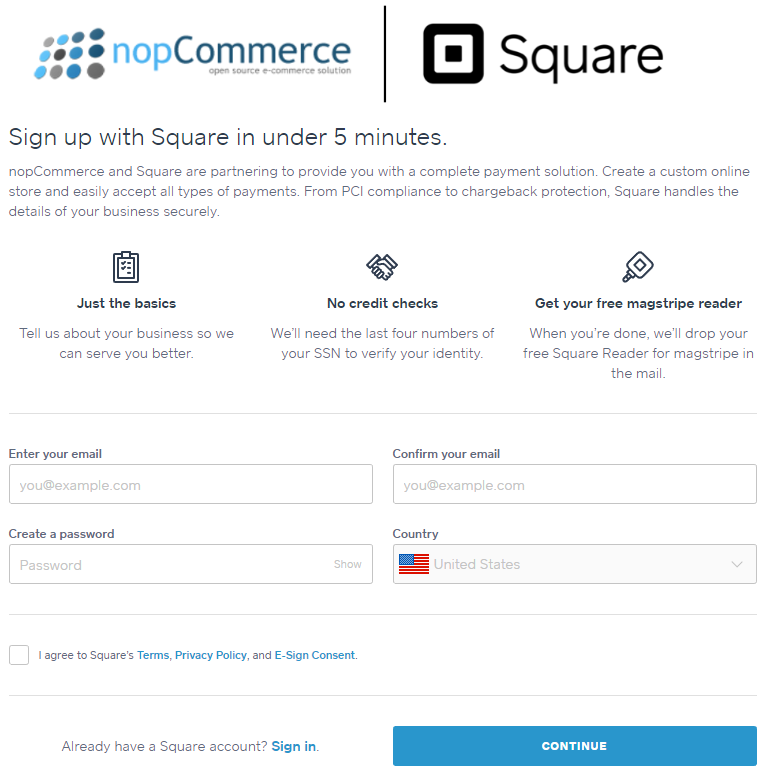 nopCommerce
open source e-commerce solution
Square
Sign up with Square in under 5 minutes.
nopCommerce and Square are partnering to provide you with a complete payment solution. Create a custom online
store and easily accept all types of payments. From PCI compliance to chargeback protection, Square handles the
details of your business securely.
Just the basics
Tell us about your business so we
can serve you better.
No credit checks
We'll need the last four numbers of
your SSN to verify your identity.
Get your free magstripe reader
When you're done, we'll drop your
free Square Reader for magstripe in
the mail.
Enter your email
you@example.com
Confirm your email
you@example.com
Create a password
Password Show
Country
United States
I agree to Square's Terms, Privacy Policy, and E-Sign Consent.
Already have a Square account? Sign in.
CONTINUE